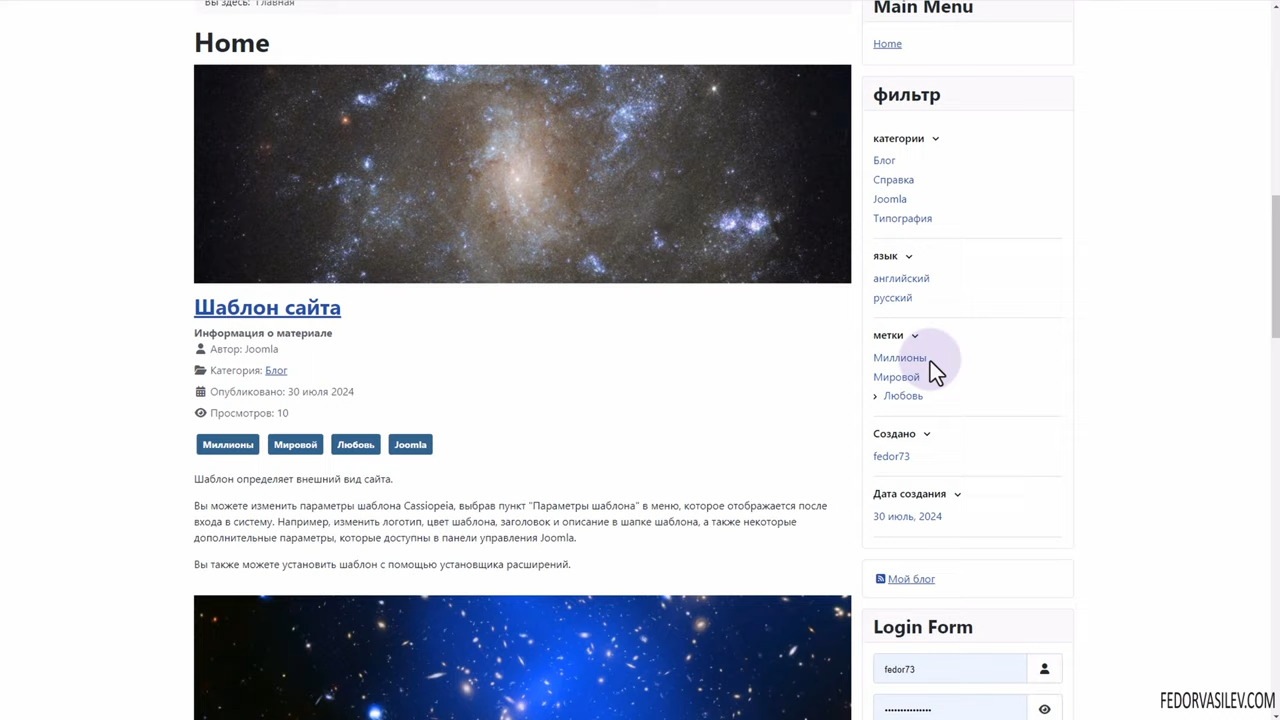 Вы здесь: Главная
Home
Шаблон сайта
Информация о материале
Автор: Joomla
Категория: Блог
Опубликовано: 30 июля 2024
Просмотров: 10
Миллионы Мировой Любовь Joomla
Шаблон определяет внешний вид сайта.
Вы можете изменить параметры шаблона Cassiopeia, выбрав пункт "Параметры шаблона" в меню, которое отображается после
входа в систему. Например, изменить логотип, цвет шаблона, заголовок и описание в шапке шаблона, а также некоторые
дополнительные параметры, которые доступны в панели управления Joomla.
Вы также можете установить шаблон с помощью установщика расширений.
Main Menu
Home
фильтр
категории
Блог
Справка
Joomla
Типография
язык
английский
русский
метки
Миллионы
Мировой
Любовь
Создано
fedor73
Дата создания
30 июль, 2024
Мой блог
Login Form
fedor73
FEDORVASILEV.COM